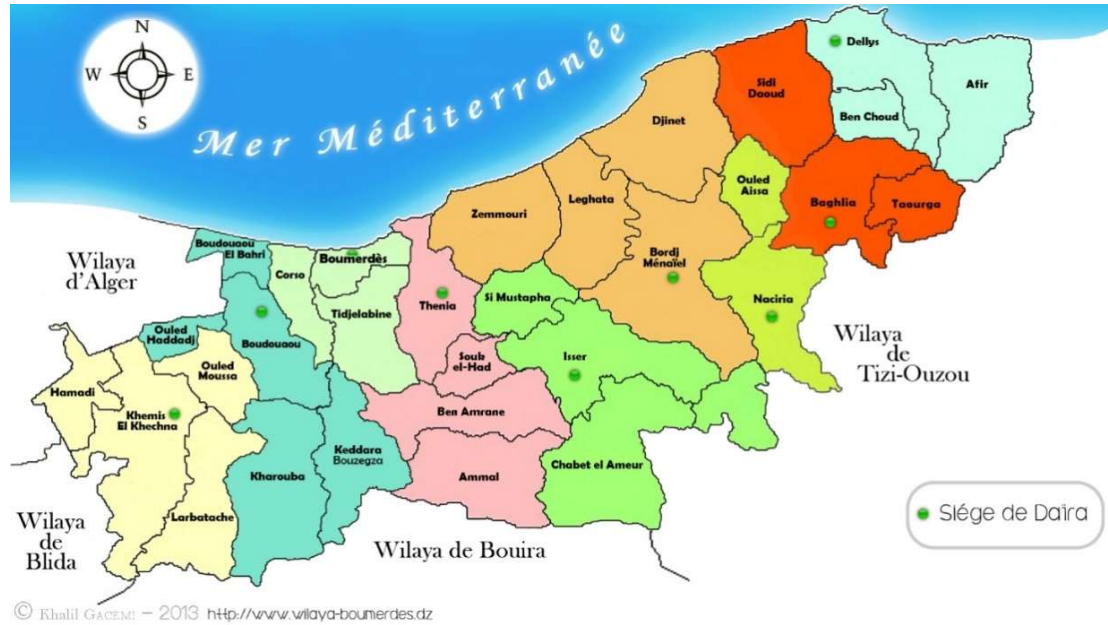 N
W
E
S
Mer Méditerranée
Dellys
Sidi
Daoud
Afir
Ben Choud
Djinet
Ouled
Aissa
Baghlia
Taourga
Leghata
Zemmouri
Bordj
Ménaïel
Boudouaou
El Bahri
Boumerdès
Corso
Wilaya
d'Alger
Thenia
Si Mustapha
Naciria
Tidjelabine
Ouled
Haddadj
Boudouaou
Wilaya
de
Tizi-Ouzou
Souk
el-Had
Isser
Ouled
Moussa
Hamadi
Khemis
El Khechna
Ben Amrane
Keddara
Bouzegza
Kharouba
Ammal
Chabet el Ameur
Larbatache
Wilaya
de
Blida
Wilaya de Bouira
Siége de Daïra
© Khalil GACEMI – 2013 http://www.wilaya-boumerdes.dz